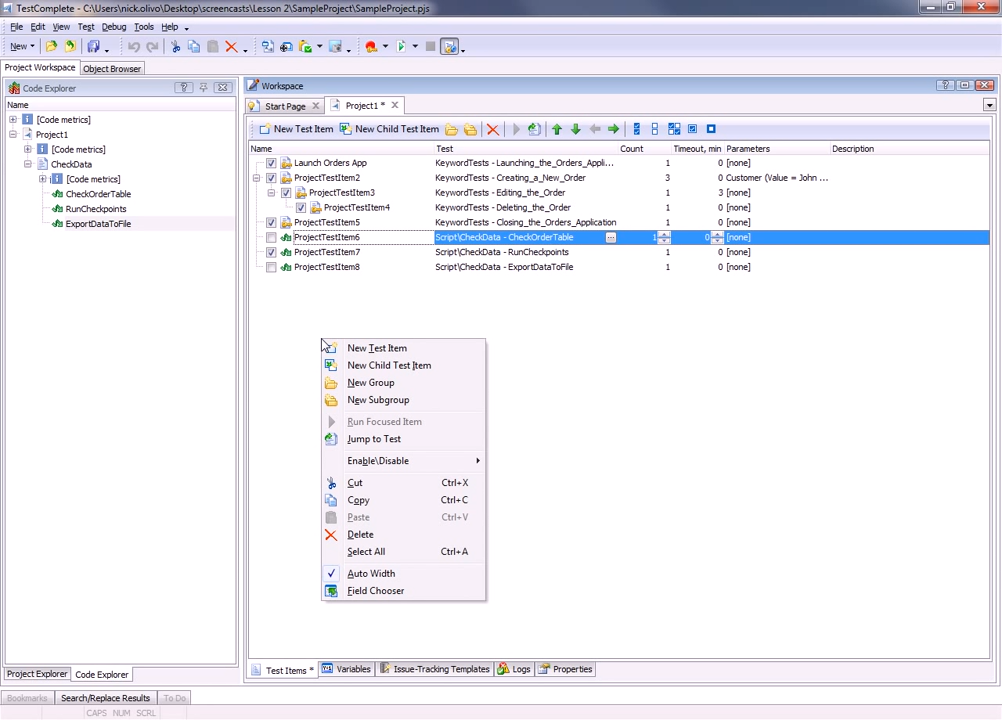 TestComplete - C:\Users\nick.olivo\Desktop\screencasts\Lesson 2\SampleProject\SampleProject.pjs
File Edit View Test Debug Tools Help
New
Project Workspace Object Browser
Code Explorer
Name
[Code metrics]
Project1
[Code metrics]
CheckData
[Code metrics]
CheckOrderTable
RunCheckpoints
ExportDataToFile
Project Explorer Code Explorer
Workspace
Start Page Project1 *
New Test Item New Child Test Item
Name Test Count Timeout, min Parameters Description
Launch Orders App KeywordTests - Launching_the_Orders_Appli... 1 0 [none]
ProjectTestItem2 KeywordTests - Creating_a_New_Order 3 0 Customer (Value = John ...
ProjectTestItem3 KeywordTests - Editing_the_Order 1 3 [none]
ProjectTestItem4 KeywordTests - Deleting_the_Order 1 0 [none]
ProjectTestItem5 KeywordTests - Closing_the_Orders_Application 1 0 [none]
ProjectTestItem6 Script\CheckData - CheckOrderTable ... 1 0 [none]
ProjectTestItem7 Script\CheckData - RunCheckpoints 1 0 [none]
ProjectTestItem8 Script\CheckData - ExportDataToFile 1 0 [none]
New Test Item
New Child Test Item
New Group
New Subgroup
Run Focused Item
Jump to Test
Enable\Disable
Cut Ctrl+X
Copy Ctrl+C
Paste Ctrl+V
Delete
Select All Ctrl+A
Auto Width
Field Chooser
Test Items * Variables Issue-Tracking Templates Logs Properties
Bookmarks Search/Replace Results To Do
CAPS NUM SCRL